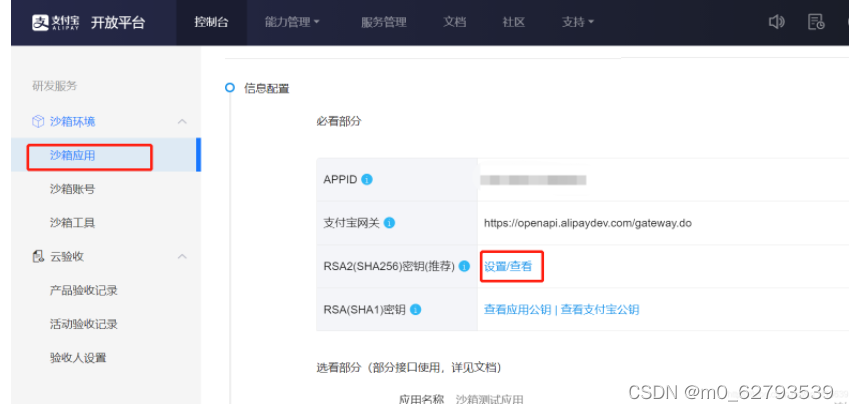 支付宝 ALIPAY 开放平台 控制台 能力管理 服务管理 文档 社区 支持
研发服务
沙箱环境
沙箱应用
沙箱账号
沙箱工具
云验收
产品验收记录
活动验收记录
验收人设置
信息配置
必看部分
APPID
支付宝网关 https://openapi.alipaydev.com/gateway.do
RSA2(SHA256)密钥(推荐) 设置/查看
RSA(SHA1)密钥 查看应用公钥 | 查看支付宝公钥
选看部分（部分接口使用，详见文档）
应用名称 沙箱测试应用
CSDN @m0_62793539